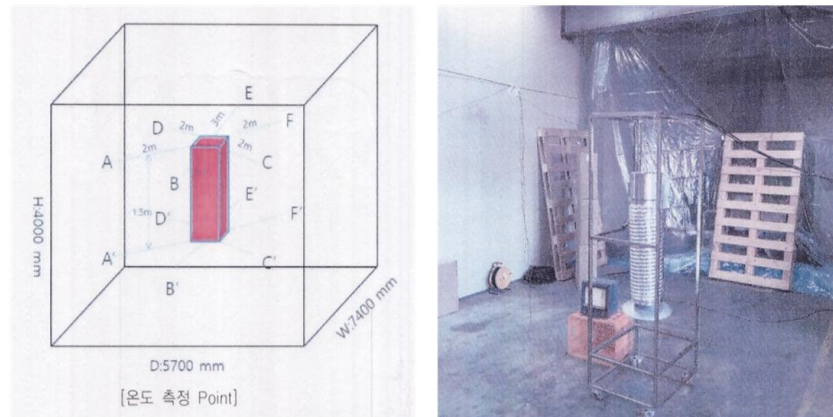 E
D
2m
3m
2m
F
A
2m
2m
C
B
E'
1.5m
D'
F'
A'
C'
B'
H:4000 mm
W:7400 mm
D:5700 mm
[온도 측정 Point]